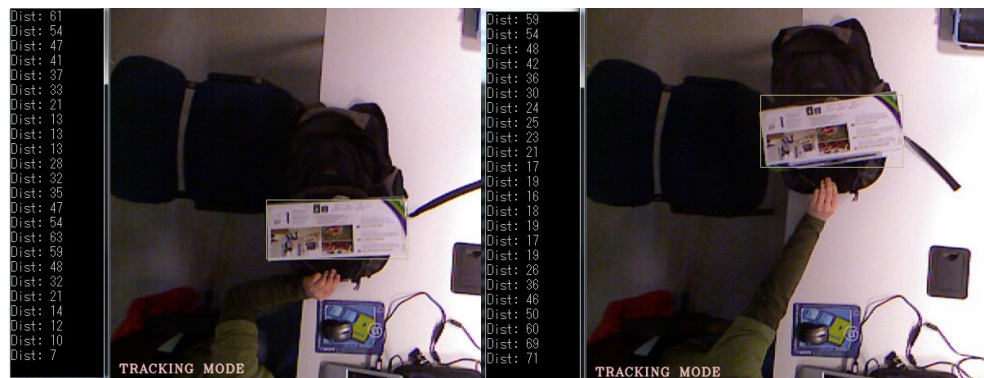 Dist: 61
Dist: 54
Dist: 47
Dist: 41
Dist: 37
Dist: 33
Dist: 21
Dist: 13
Dist: 13
Dist: 13
Dist: 28
Dist: 32
Dist: 35
Dist: 47
Dist: 54
Dist: 63
Dist: 59
Dist: 48
Dist: 32
Dist: 21
Dist: 14
Dist: 12
Dist: 10
Dist: 7
TRACKING MODE
Dist: 59
Dist: 54
Dist: 48
Dist: 42
Dist: 36
Dist: 30
Dist: 24
Dist: 25
Dist: 23
Dist: 21
Dist: 17
Dist: 19
Dist: 16
Dist: 18
Dist: 19
Dist: 17
Dist: 19
Dist: 26
Dist: 36
Dist: 46
Dist: 50
Dist: 60
Dist: 69
Dist: 71
TRACKING MODE